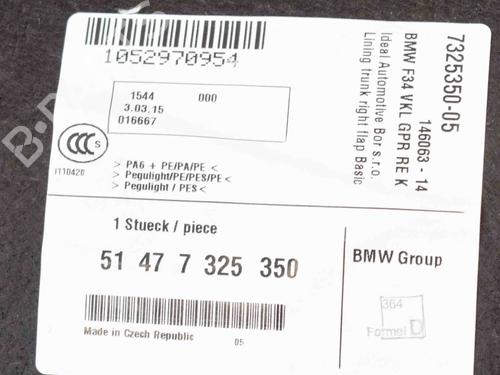 1052970954
1544 000
3.03.15
016667
CCC S
I110420
> PA6 + PE/PA/PE <
> Pegulight/PE/PES/PE <
> Pegulight / PES <
7325350-05
146063 - 14
BMW F34 VKL GPR RE K
Ideal Automotive Bor s.r.o.
Lining trunk right flap Basic
1 Stueck / piece
51 47 7 325 350
Made in Czech Republic 05
BMW Group
364
Formel D